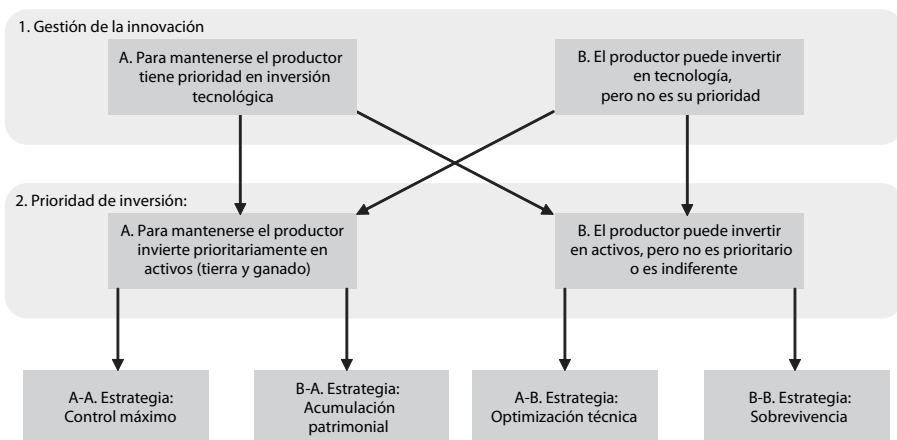 1. Gestión de la innovación
A. Para mantenerse el productor
tiene prioridad en inversión
tecnológica
B. El productor puede invertir
en tecnología,
pero no es su prioridad
2. Prioridad de inversión:
A. Para mantenerse el productor
invierte prioritariamente en
activos (tierra y ganado)
B. El productor puede invertir
en activos, pero no es prioritario
o es indiferente
A-A. Estrategia:
Control máximo
B-A. Estrategia:
Acumulación
patrimonial
A-B. Estrategia:
Optimización técnica
B-B. Estrategia:
Sobrevivencia